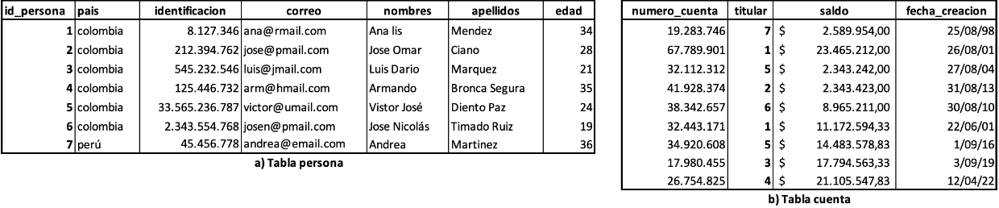 id_persona pais identificacion correo nombres apellidos edad
1 colombia 8.127.346 ana@rmail.com Ana lis Mendez 34
2 colombia 212.394.762 jose@pmail.com Jose Omar Ciano 28
3 colombia 545.232.546 luis@jmail.com Luis Dario Marquez 21
4 colombia 125.446.732 arm@hmail.com Armando Bronca Segura 35
5 colombia 33.565.236.787 victor@umail.com Vistor José Diento Paz 24
6 colombia 2.343.554.768 josen@pmail.com Jose Nicolás Timado Ruiz 19
7 perú 45.456.778 andrea@email.com Andrea Martinez 36
a) Tabla persona
numero_cuenta titular saldo fecha_creacion
19.283.746 7 $ 2.589.954,00 25/08/98
67.789.901 1 $ 23.465.212,00 26/08/01
32.112.312 5 $ 2.343.242,00 27/08/04
41.928.374 2 $ 2.343.423,00 31/08/13
38.342.657 6 $ 8.965.211,00 30/08/10
32.443.171 1 $ 11.172.594,33 22/06/01
34.920.608 5 $ 14.483.578,83 1/09/16
17.980.455 3 $ 17.794.563,33 3/09/19
26.754.825 4 $ 21.105.547,83 12/04/22
b) Tabla cuenta